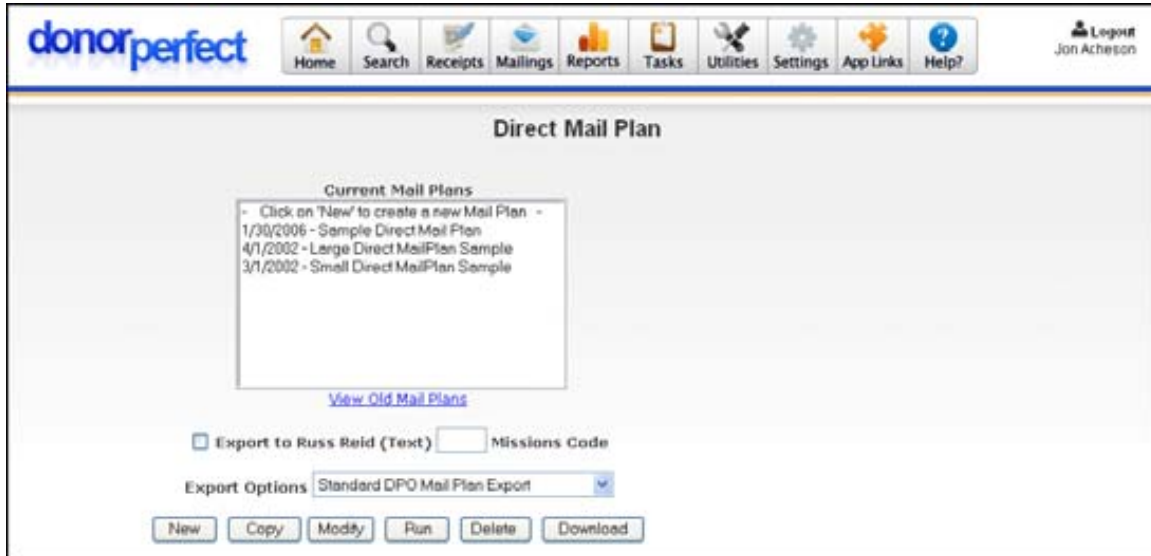 donorperfect
Home Search Receipts Mailings Reports Tasks Utilities Settings App Links Help?
Logout
Jon Acheson
Direct Mail Plan
Current Mail Plans
- Click on 'New' to create a new Mail Plan -
1/30/2006 - Sample Direct Mail Plan
4/1/2002 - Large Direct MailPlan Sample
3/1/2002 - Small Direct MailPlan Sample
View Old Mail Plans
Export to Russ Reid (Text) Missions Code
Export Options Standard DPO Mail Plan Export
New Copy Modify Run Delete Download